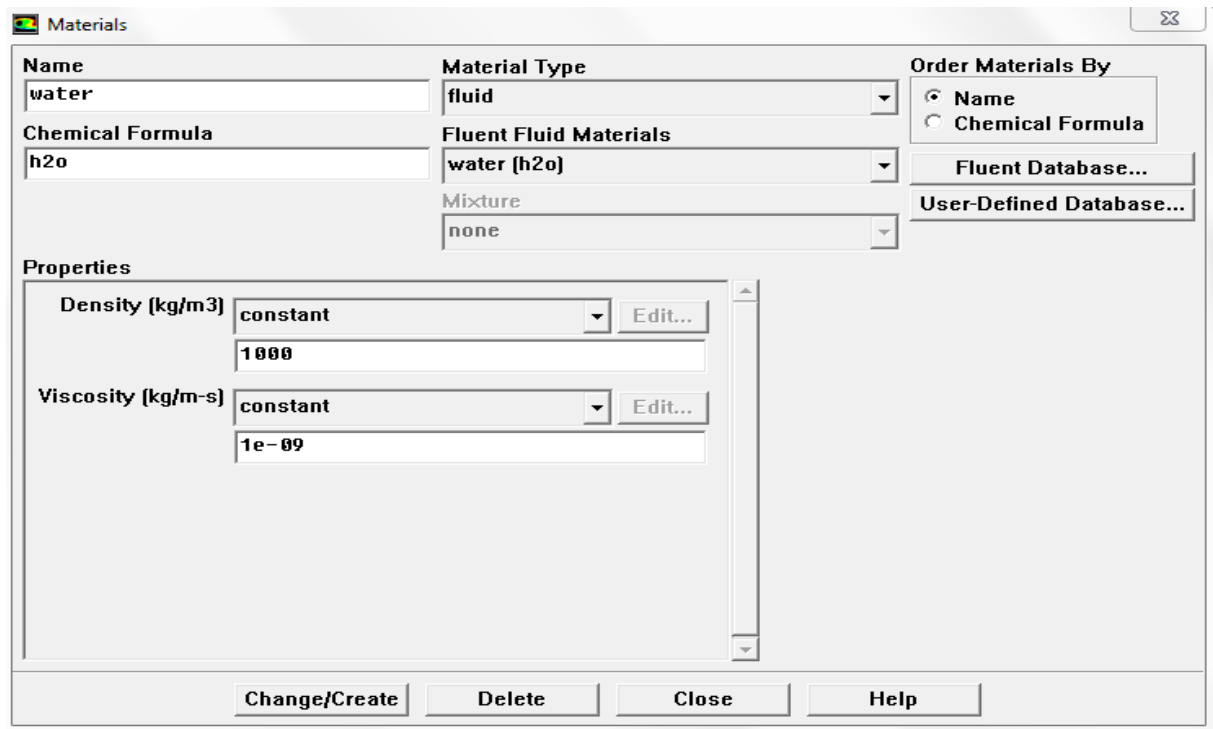 Materials
Name
water
Material Type
fluid
Order Materials By
Name
Chemical Formula
Chemical Formula
h2o
Fluent Fluid Materials
water (h2o)
Fluent Database...
User-Defined Database...
Mixture
none
Properties
Density (kg/m3) constant Edit...
1000
Viscosity (kg/m-s) constant Edit...
1e-09
Change/Create Delete Close Help